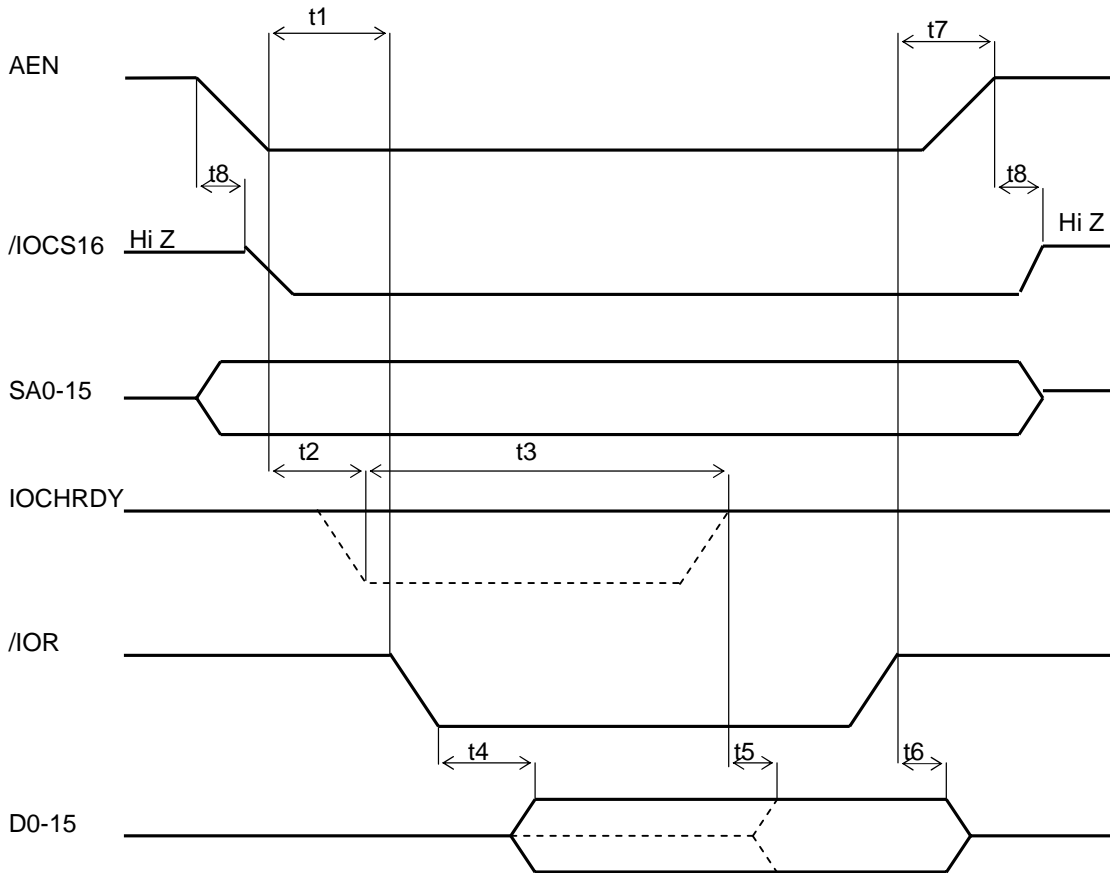 t1
t7
AEN
t8
t8
/IOCS16
Hi Z
Hi Z
SA0-15
t2
t3
IOCHRDY
/IOR
t4
t5
t6
D0-15